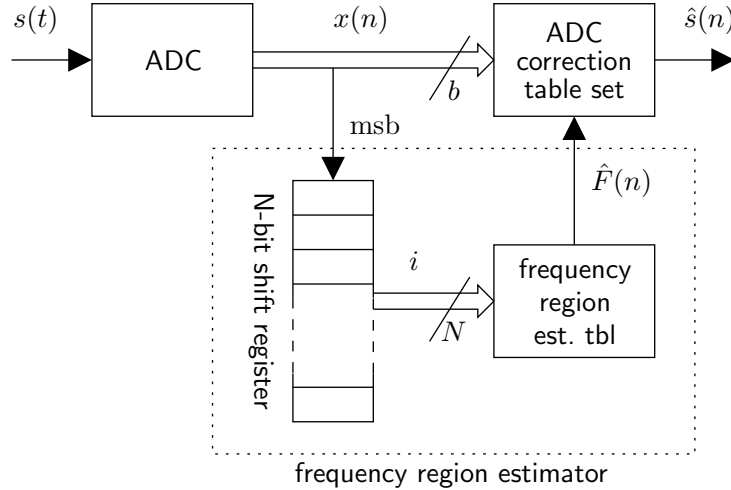 s(t)
ADC
x(n)
b
ADC
correction
table set
ŝ(n)
msb
N-bit shift register
i
N
F̂(n)
frequency
region
est. tbl
frequency region estimator